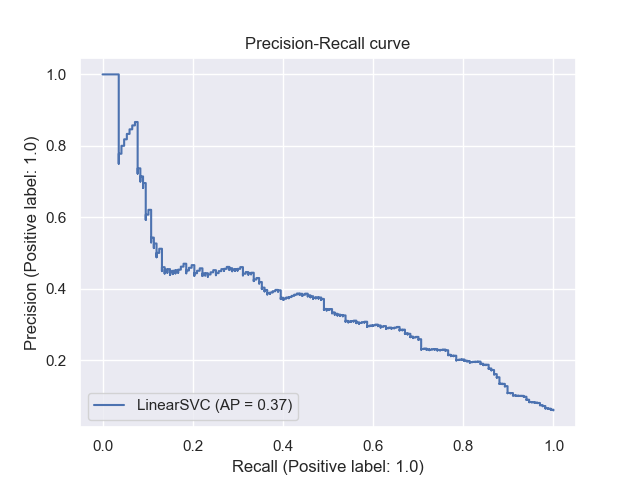 Precision-Recall curve
1.0
0.8
0.6
0.4
0.2
Precision (Positive label: 1.0)
LinearSVC (AP = 0.37)
0.0 0.2 0.4 0.6 0.8 1.0
Recall (Positive label: 1.0)